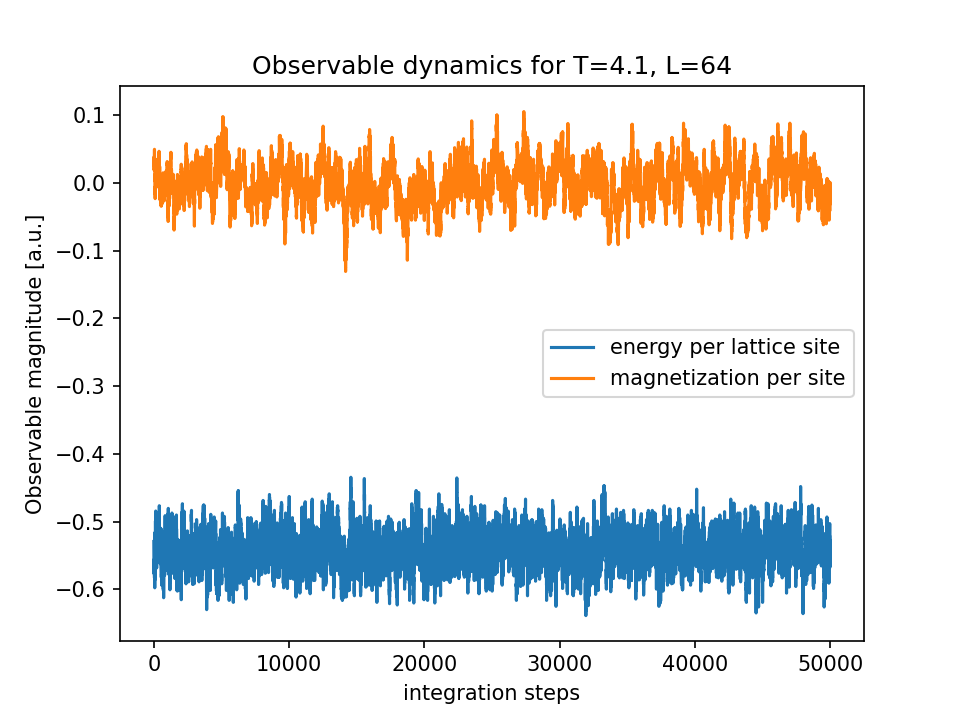 Observable dynamics for T=4.1, L=64
Observable magnitude [a.u.]
0.1
0.0
−0.1
−0.2
−0.3
−0.4
−0.5
−0.6
energy per lattice site
magnetization per site
0 10000 20000 30000 40000 50000
integration steps